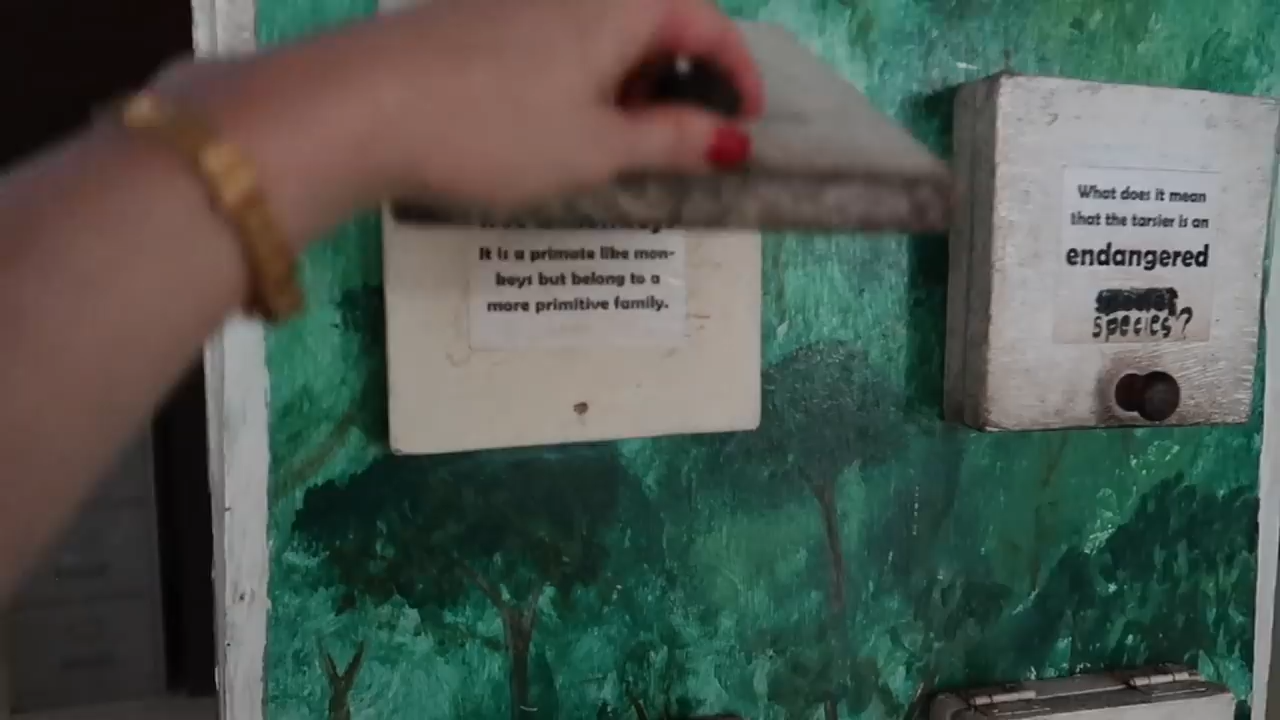 It is a primate like mon-
keys but belong to a
more primitive family.
What does it mean
that the tarsier is an
endangered
species?